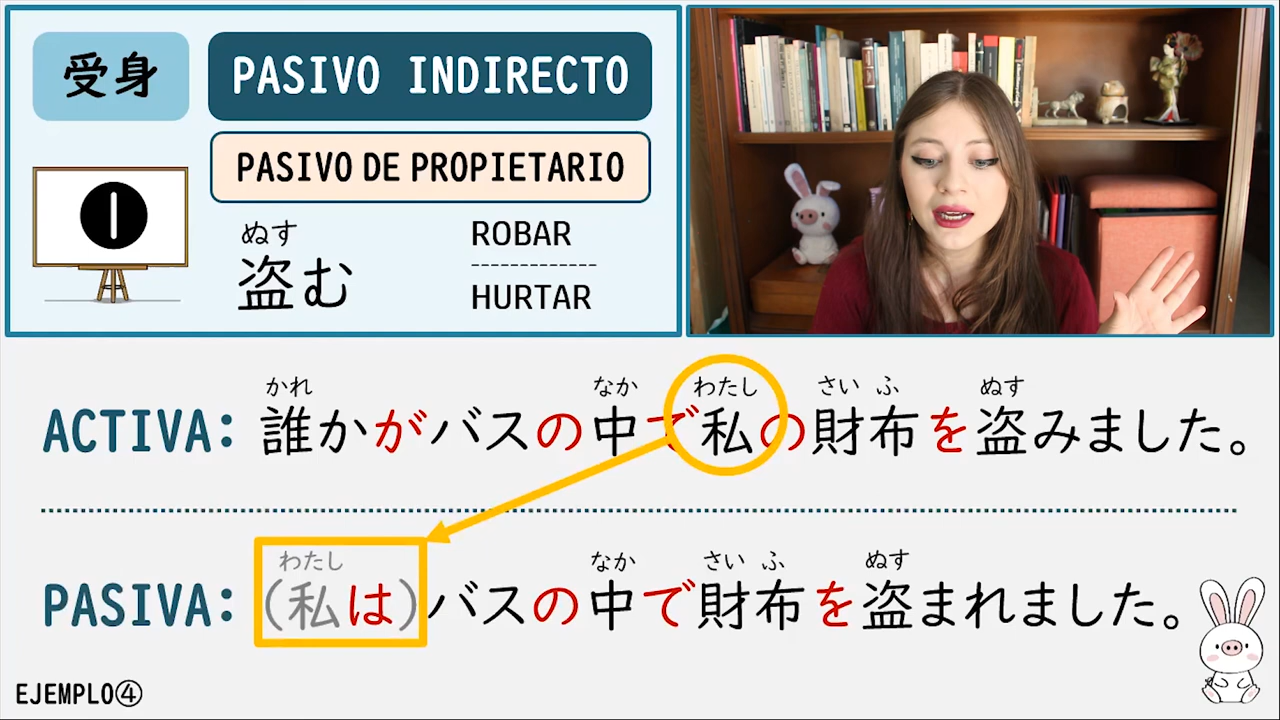 受身
PASIVO INDIRECTO
PASIVO DE PROPIETARIO
ぬす
盗む
ROBAR
-------------
HURTAR
かれ なか わたし さい ふ ぬす
ACTIVA: 誰かがバスの中で私の財布を盗みました。
わたし なか さい ふ ぬす
PASIVA: (私は)バスの中で財布を盗まれました。
EJEMPLO④